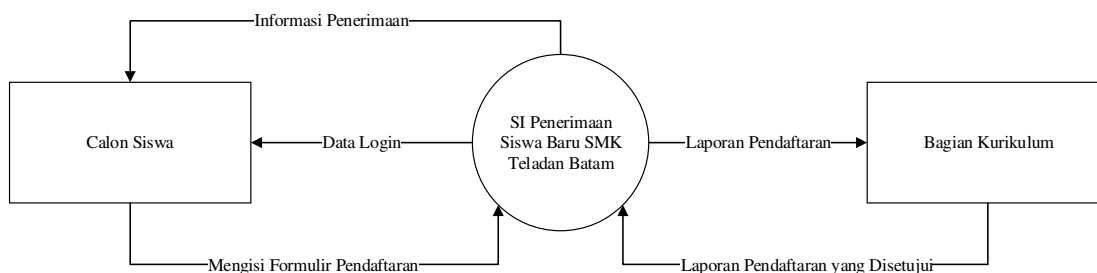 Informasi Penerimaan
Calon Siswa
Data Login
SI Penerimaan
Siswa Baru SMK
Teladan Batam
Laporan Pendaftaran
Bagian Kurikulum
Mengisi Formulir Pendaftaran
Laporan Pendaftaran yang Disetujui